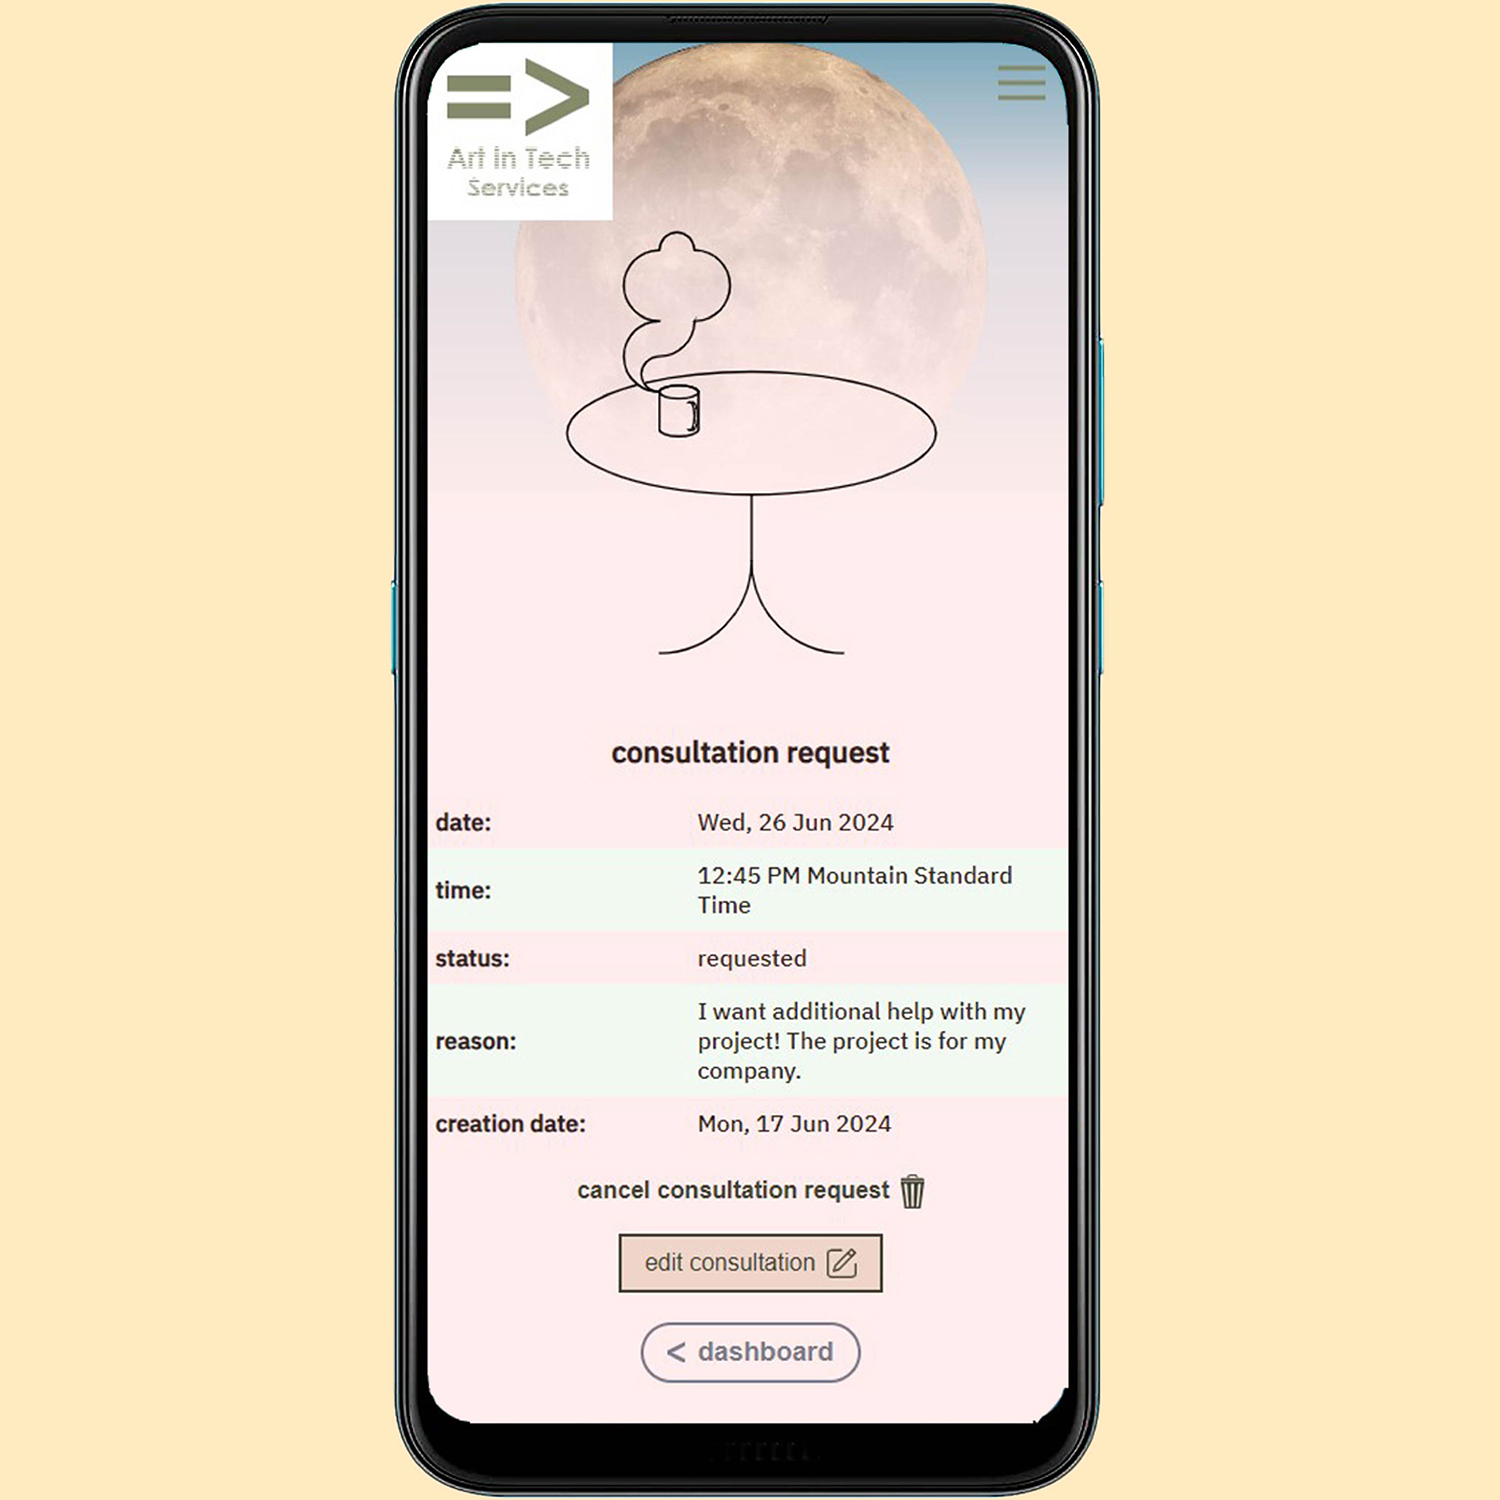 =>
Art in Tech
Services
consultation request
date: Wed, 26 Jun 2024
time: 12:45 PM Mountain Standard
Time
status: requested
reason: I want additional help with my
project! The project is for my
company.
creation date: Mon, 17 Jun 2024
cancel consultation request
edit consultation
< dashboard